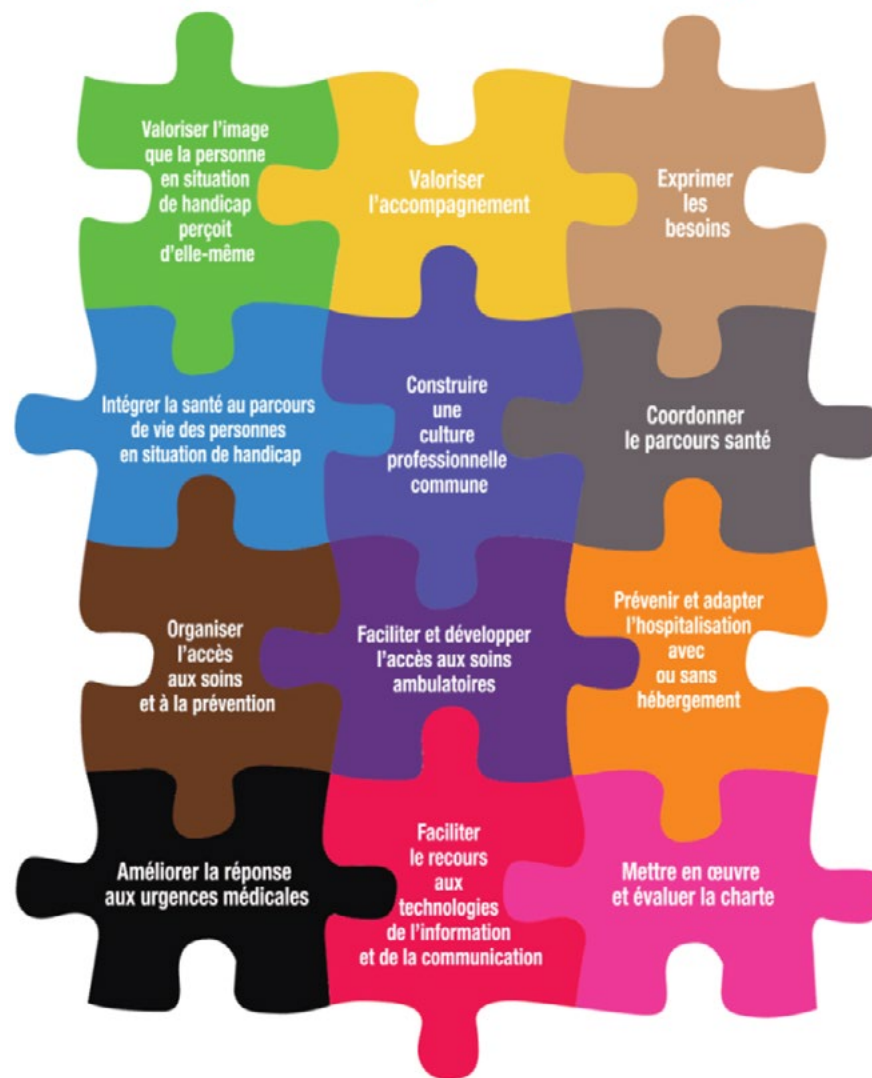 Valoriser l'image
que la personne
en situation
de handicap
perçoit
d'elle-même
Valoriser
l'accompagnement
Exprimer
les
besoins
Intégrer la santé au parcours
de vie des personnes
en situation de handicap
Construire
une
culture
professionnelle
commune
Coordonner
le parcours santé
Organiser
l'accès
aux soins
et à la prévention
Faciliter et développer
l'accès aux soins
ambulatoires
Prévenir et adapter
l'hospitalisation
avec
ou sans
hébergement
Améliorer la réponse
aux urgences médicales
Faciliter
le recours
aux
technologies
de l'information
et de la communication
Mettre en œuvre
et évaluer la charte